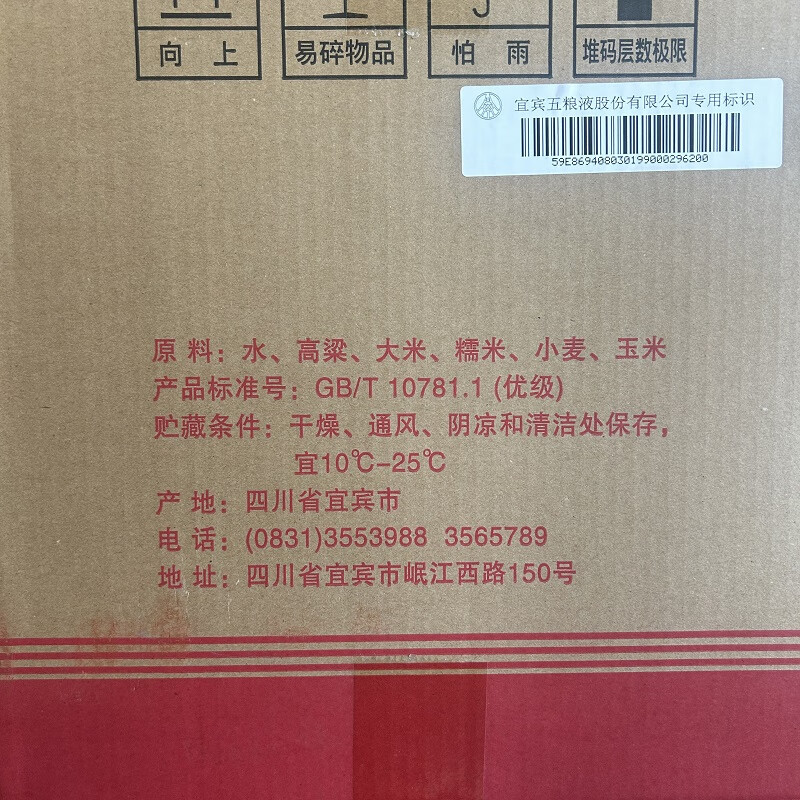 向 上
易碎物品
怕 雨
堆码层数极限
宜宾五粮液股份有限公司专用标识
59E869408030199000296200
原 料：水、高粱、大米、糯米、小麦、玉米
产品标准号：GB/T 10781.1 (优级)
贮藏条件：干燥、通风、阴凉和清洁处保存，
宜10℃-25℃
产 地：四川省宜宾市
电 话：(0831)3553988 3565789
地 址：四川省宜宾市岷江西路150号